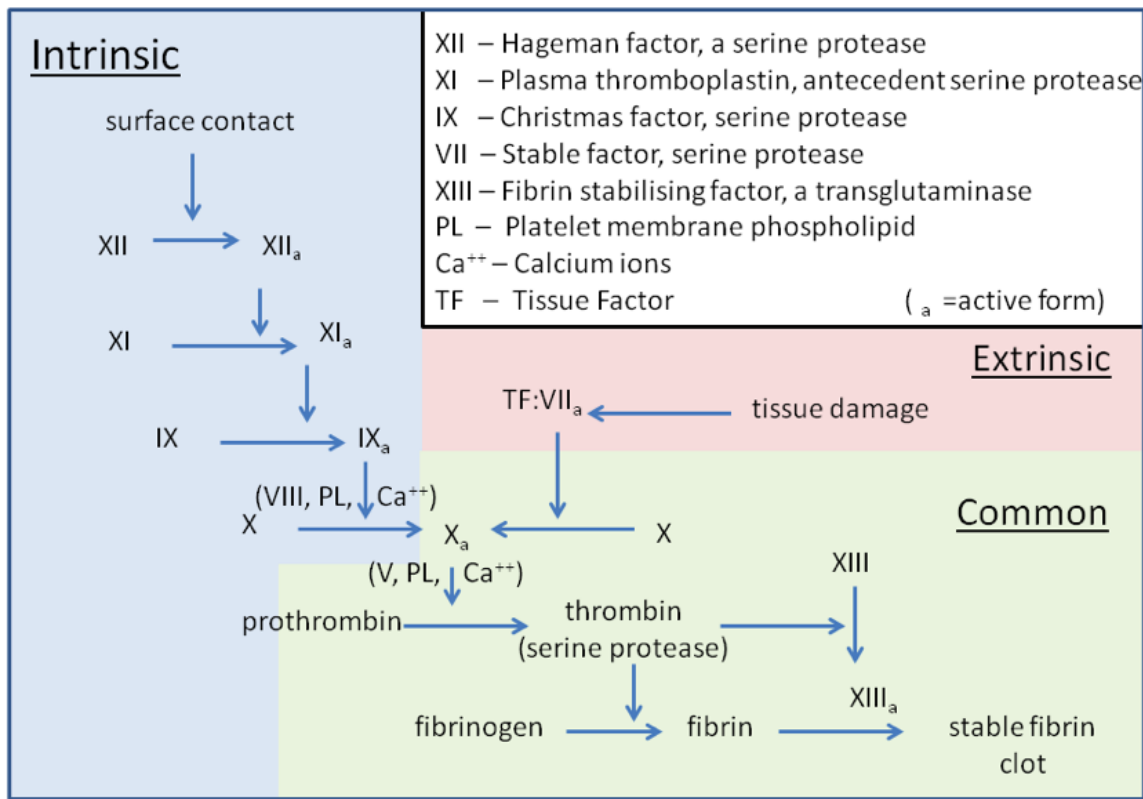 Intrinsic
surface contact
XII
XIIa
XI
XIa
IX
IXa
(VIII, PL, Ca++)
X
Xa
XII – Hageman factor, a serine protease
XI – Plasma thromboplastin, antecedent serine protease
IX – Christmas factor, serine protease
VII – Stable factor, serine protease
XIII – Fibrin stabilising factor, a transglutaminase
PL – Platelet membrane phospholipid
Ca++ – Calcium ions
TF – Tissue Factor
( a =active form)
Extrinsic
TF:VIIa
tissue damage
Common
X
(V, PL, Ca++)
XIII
prothrombin
thrombin
(serine protease)
XIIIa
fibrinogen
fibrin
stable fibrin
clot